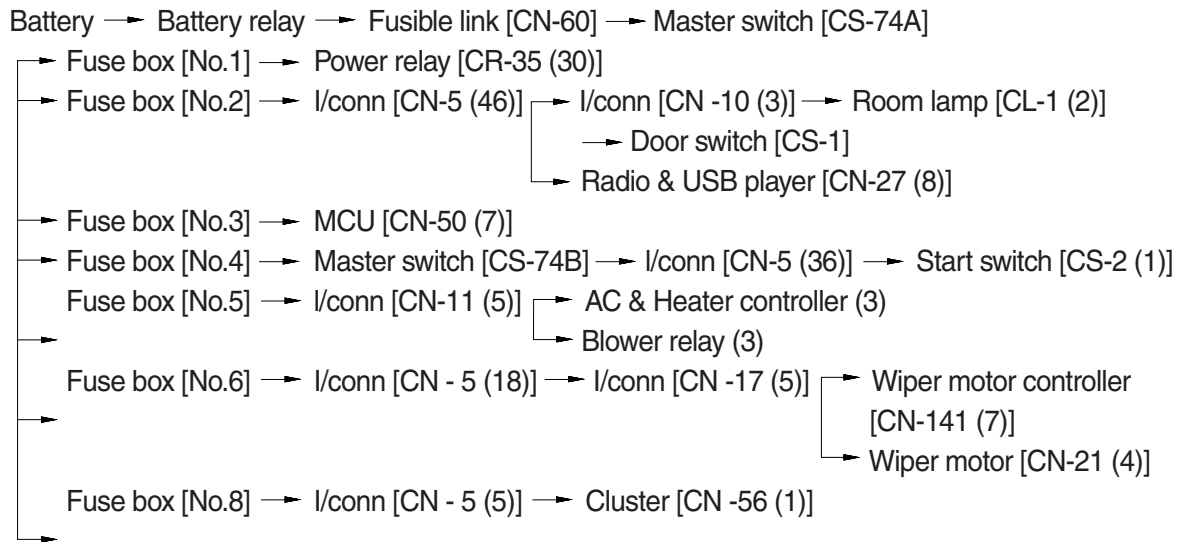 Battery → Battery relay → Fusible link [CN-60] → Master switch [CS-74A]
→ Fuse box [No.1] → Power relay [CR-35 (30)]
→ Fuse box [No.2] → I/conn [CN-5 (46)] → I/conn [CN -10 (3)] → Room lamp [CL-1 (2)]
→ Door switch [CS-1]
→ Radio & USB player [CN-27 (8)]
→ Fuse box [No.3] → MCU [CN-50 (7)]
→ Fuse box [No.4] → Master switch [CS-74B] → I/conn [CN-5 (36)] → Start switch [CS-2 (1)]
Fuse box [No.5] → I/conn [CN-11 (5)] → AC & Heater controller (3)
→ Blower relay (3)
Fuse box [No.6] → I/conn [CN - 5 (18)] → I/conn [CN -17 (5)] → Wiper motor controller
[CN-141 (7)]
→ Wiper motor [CN-21 (4)]
Fuse box [No.8] → I/conn [CN - 5 (5)] → Cluster [CN -56 (1)]